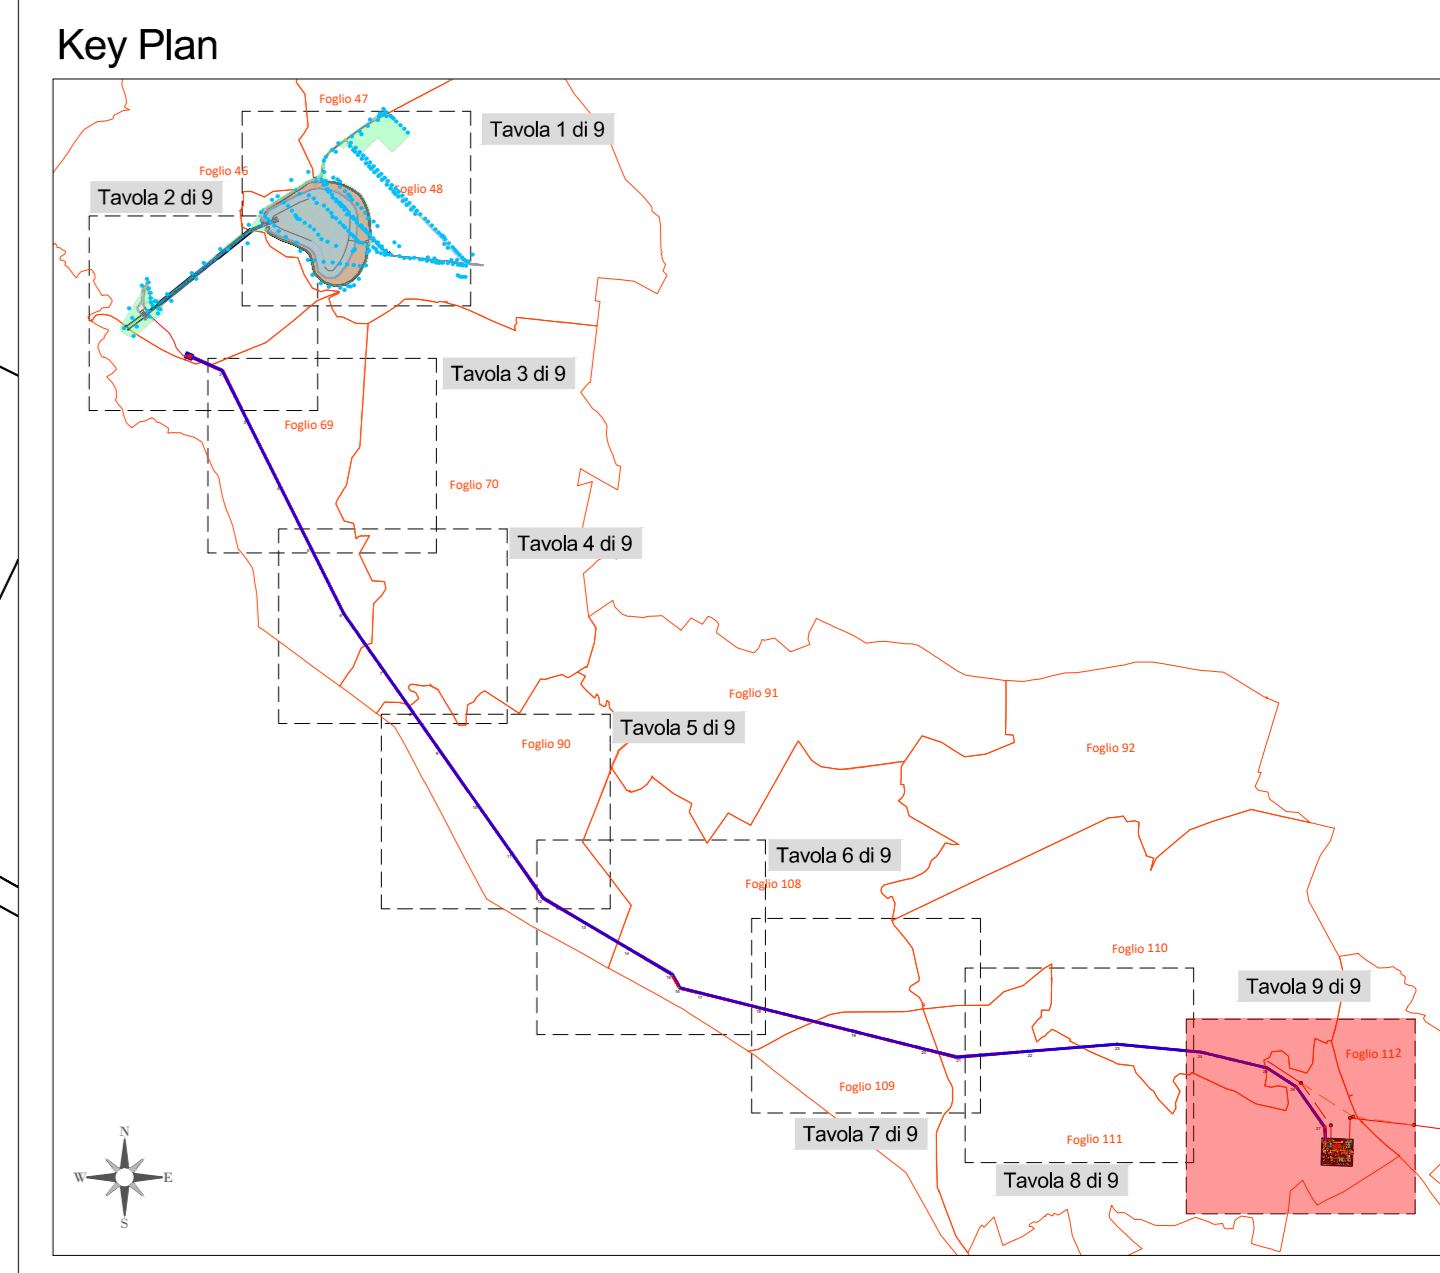 Key Plan
Foglio 47
Tavola 1 di 9
Foglio 46
Foglio 48
Tavola 2 di 9
Tavola 3 di 9
Foglio 69
Foglio 70
Tavola 4 di 9
Foglio 91
Tavola 5 di 9
Foglio 90
Foglio 92
Tavola 6 di 9
Foglio 108
Foglio 110
Tavola 9 di 9
Foglio 112
Foglio 109
Tavola 7 di 9
Foglio 111
Tavola 8 di 9
N
W
E
S